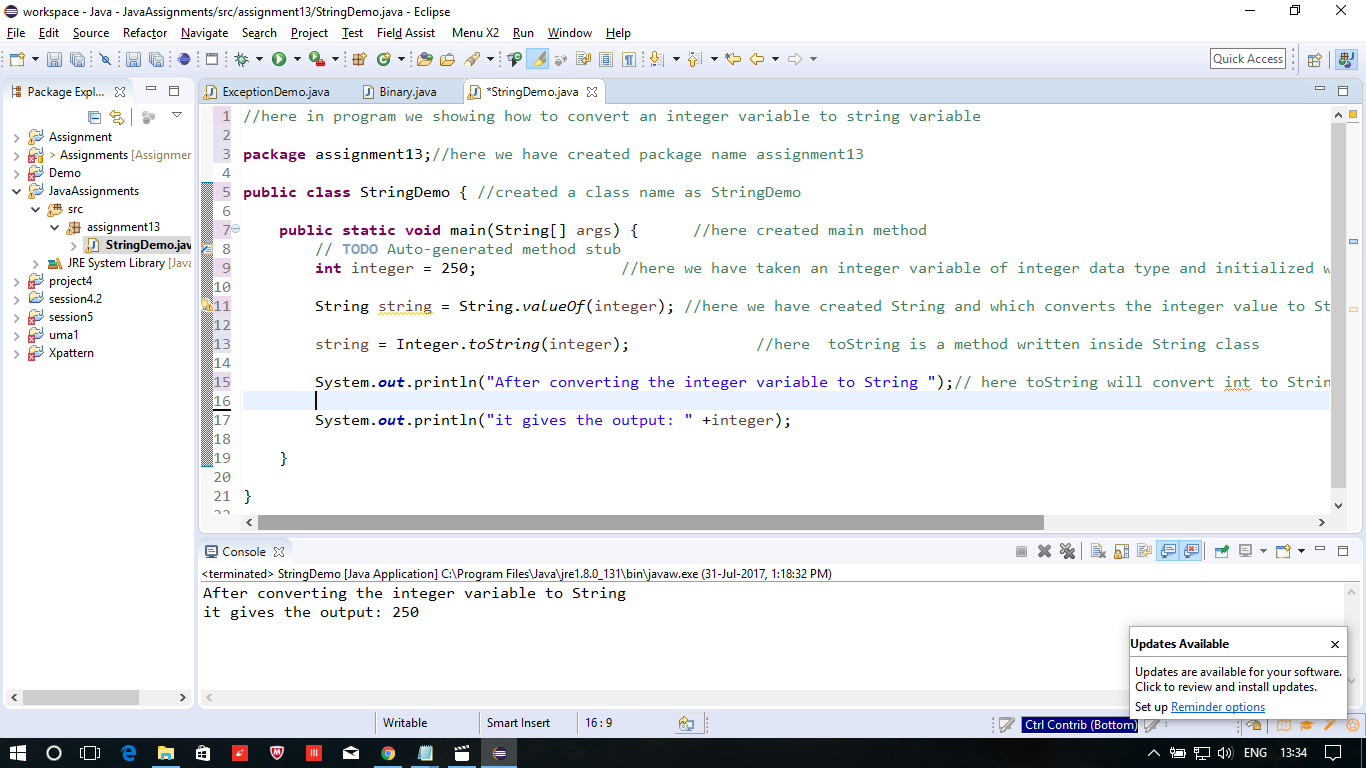 workspace - Java - JavaAssignments/src/assignment13/StringDemo.java - Eclipse
File Edit Source Refactor Navigate Search Project Test Field Assist Menu X2 Run Window Help
Quick Access
Package Expl...
ExceptionDemo.java Binary.java *StringDemo.java
Assignment
> Assignments [Assignmer
Demo
JavaAssignments
src
assignment13
StringDemo.jav
JRE System Library [Java
project4
session4.2
session5
uma1
Xpattern
1 //here in program we showing how to convert an integer variable to string variable
2
3 package assignment13;//here we have created package name assignment13
4
5 public class StringDemo { //created a class name as StringDemo
6
7 public static void main(String[] args) { //here created main method
8 // TODO Auto-generated method stub
9 int integer = 250; //here we have taken an integer variable of integer data type and initialized w
10
11 String string = String.valueOf(integer); //here we have created String and which converts the integer value to St
12
13 string = Integer.toString(integer); //here  toString is a method written inside String class
14
15 System.out.println("After converting the integer variable to String ");// here toString will convert int to Strin
16
17 System.out.println("it gives the output: " +integer);
18
19 }
20
21 }
22
Console
<terminated> StringDemo [Java Application] C:\Program Files\Java\jre1.8.0_131\bin\javaw.exe (31-Jul-2017, 1:18:32 PM)
After converting the integer variable to String
it gives the output: 250
Updates Available
Updates are available for your software.
Click to review and install updates.
Set up Reminder options
Writable Smart Insert 16 : 9 Ctrl Contrib (Bottom)
ENG 13:34